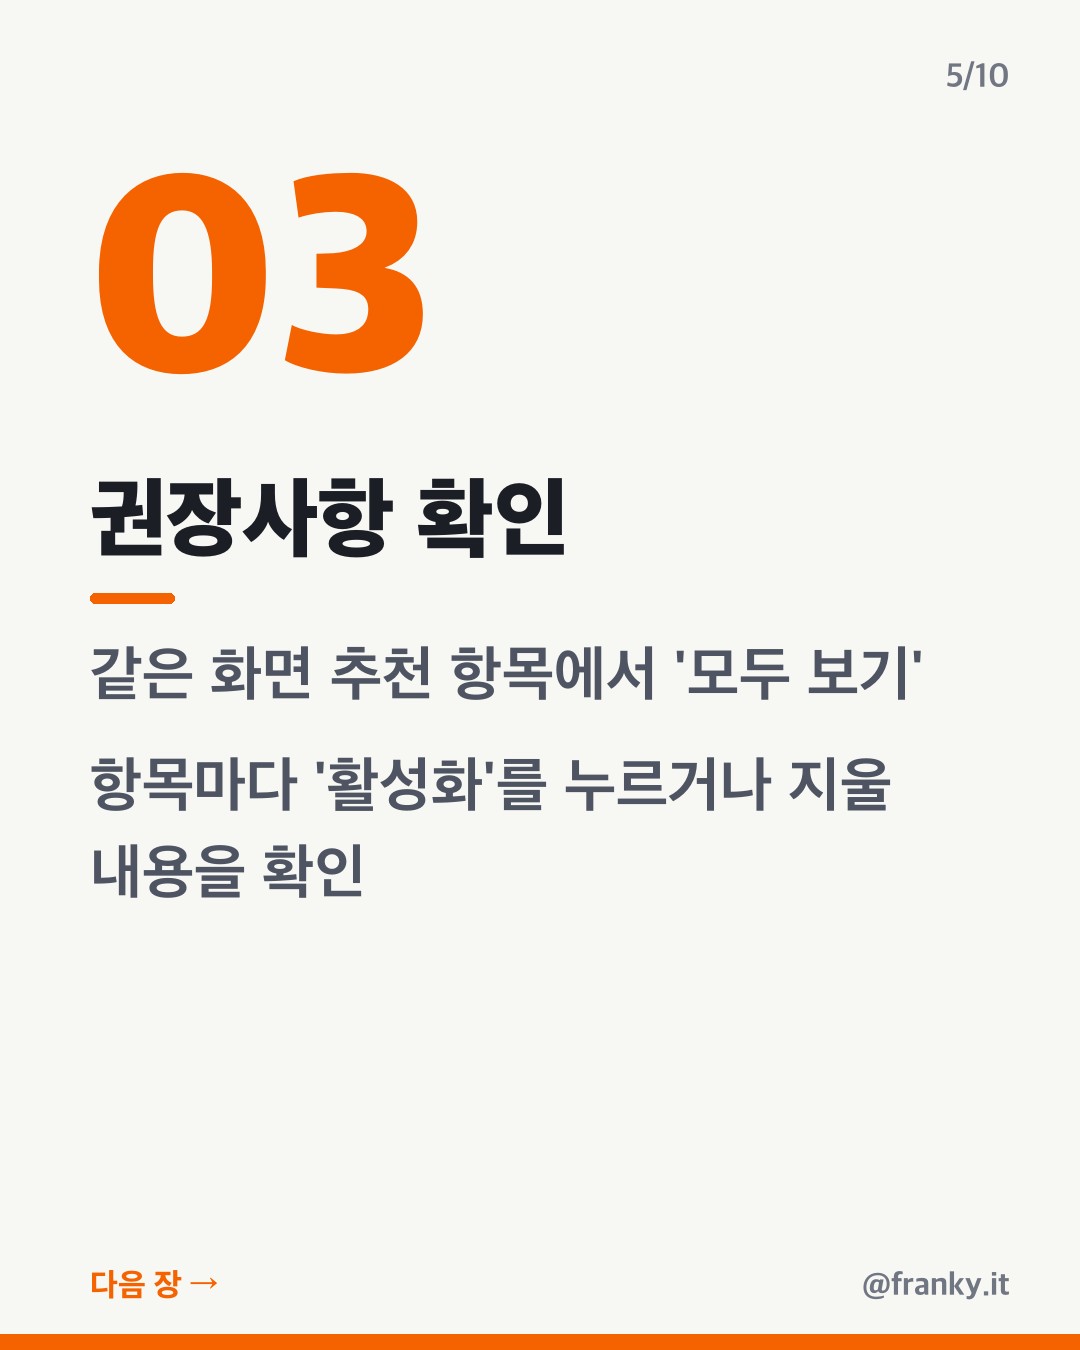 5/10
03
권장사항 확인
같은 화면 추천 항목에서 '모두 보기'
항목마다 '활성화'를 누르거나 지울
내용을 확인
다음 장 →
@franky.it